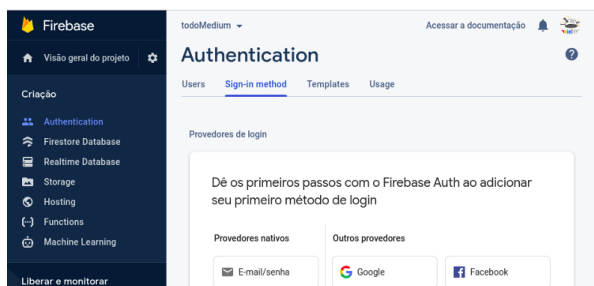 Firebase
todoMedium
Acessar a documentação
Visão geral do projeto
Authentication
Users
Sign-in method
Templates
Usage
Criação
Authentication
Firestore Database
Realtime Database
Storage
Hosting
Functions
Machine Learning
Liberar e monitorar
Provedores de login
Dê os primeiros passos com o Firebase Auth ao adicionar
seu primeiro método de login
Provedores nativos
Outros provedores
E-mail/senha
Google
Facebook